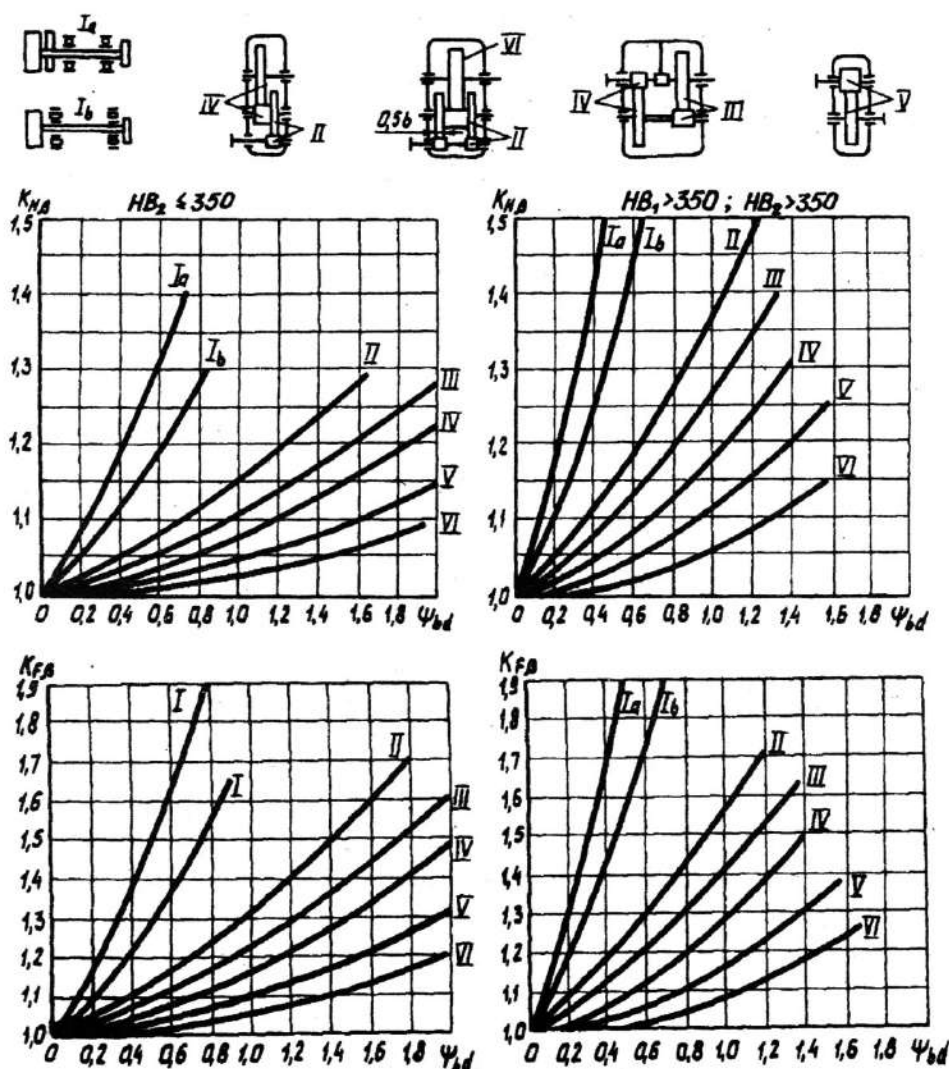 Ia
Ib
IV
II
VI
0,5b
II
IV
III
V
KHβ HB2 ≤ 350
1,5
1,4
1,3
1,2
1,1
1,0
Ia
Ib
II
III
IV
V
VI
0 0,2 0,4 0,6 0,8 1,0 1,2 1,4 1,6 1,8 ψbd
KHβ HB1>350 ; HB2>350
1,5
1,4
1,3
1,2
1,1
1,0
Ia
Ib
II
III
IV
V
VI
0 0,2 0,4 0,6 0,8 1,0 1,2 1,4 1,6 1,8 ψbd
KFβ
1,9
1,8
1,7
1,6
1,5
1,4
1,3
1,2
1,1
1,0
I
I
II
III
IV
V
VI
0 0,2 0,4 0,6 0,8 1,0 1,2 1,4 1,6 1,8 ψbd
KFβ
1,9
1,8
1,7
1,6
1,5
1,4
1,3
1,2
1,1
1,0
Ia
Ib
II
III
IV
V
VI
0 0,2 0,4 0,6 0,8 1,0 1,2 1,4 1,6 1,8 ψbd